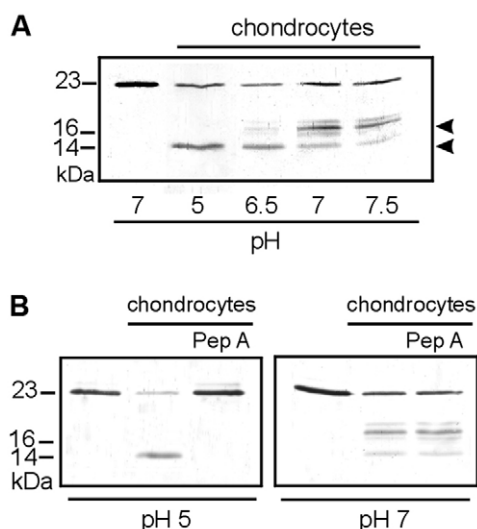 A
chondrocytes
23
16
14
kDa
7 5 6.5 7 7.5
pH
B
chondrocytes chondrocytes
Pep A Pep A
23
16
14
kDa
pH 5 pH 7